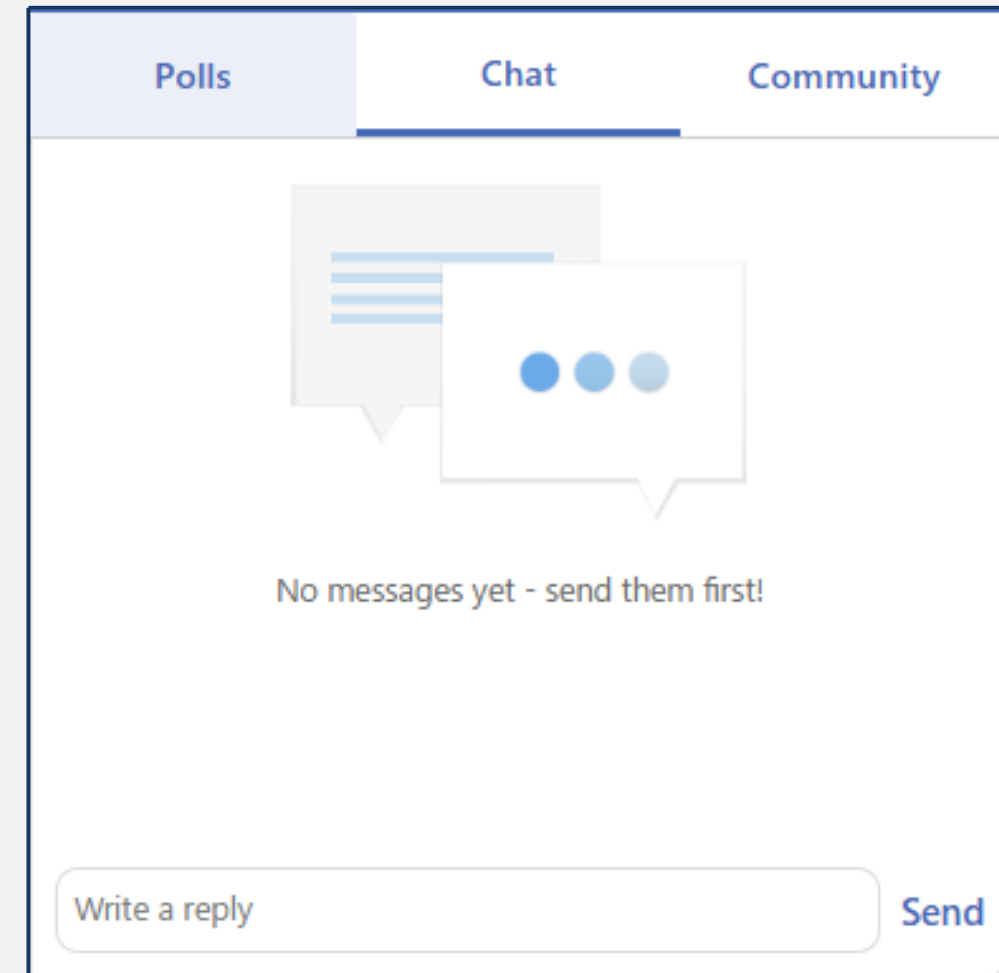 Polls Chat Community
No messages yet - send them first!
Write a reply Send